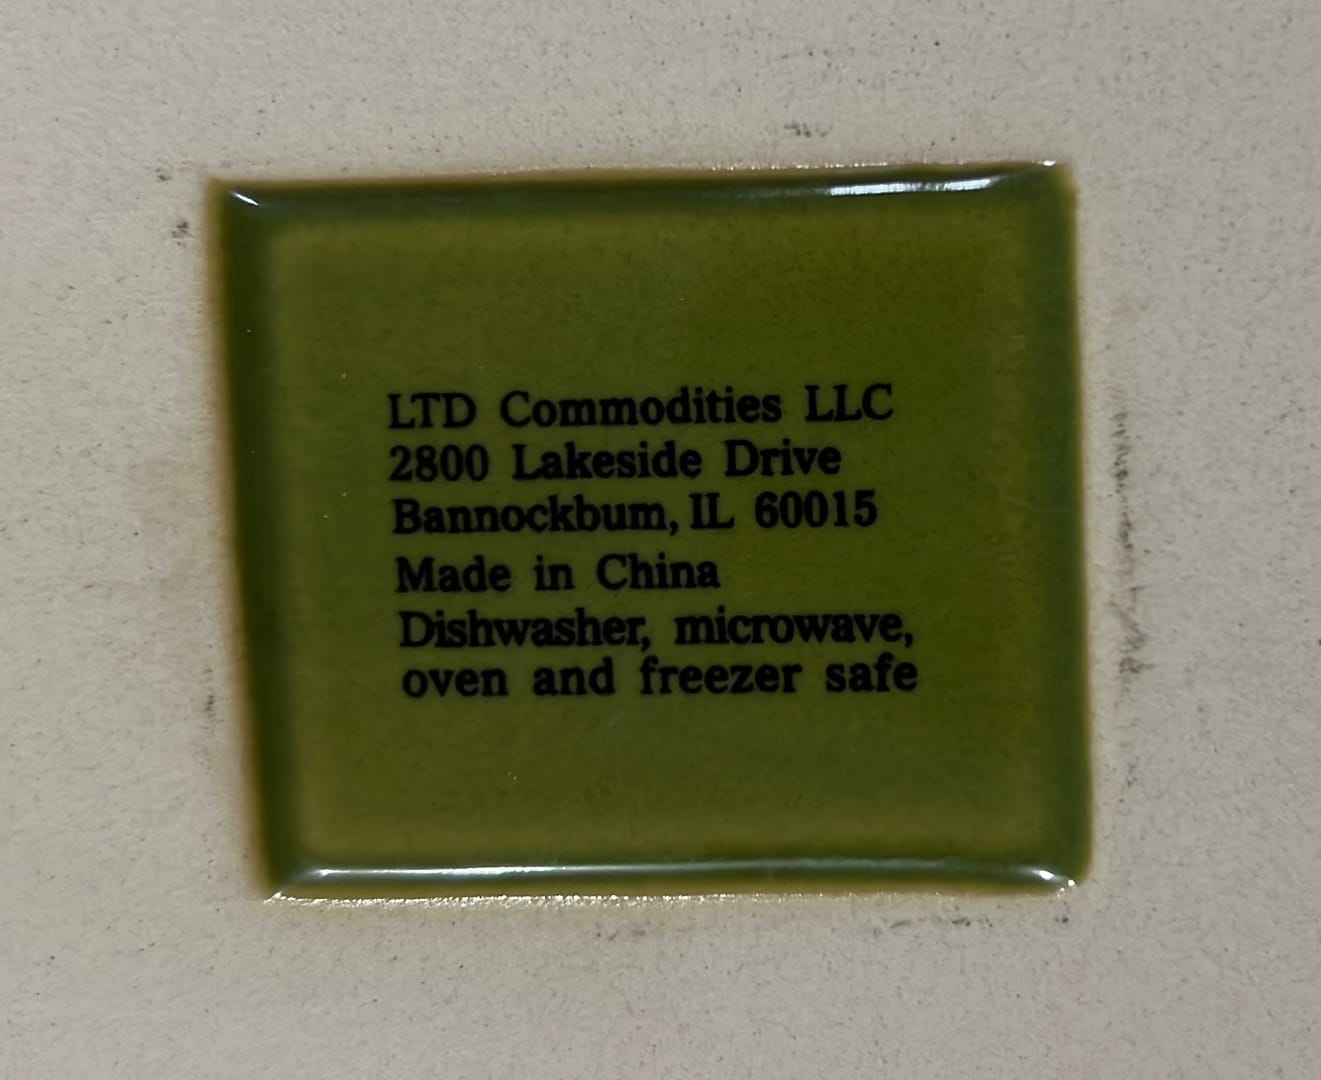 LTD Commodities LLC
2800 Lakeside Drive
Bannockbum, IL 60015
Made in China
Dishwasher, microwave,
oven and freezer safe